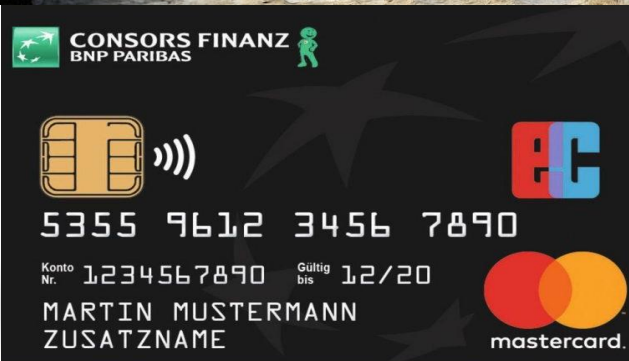 CONSORS FINANZ
BNP PARIBAS
ec
5355 9612 3456 7890
Konto Nr. 1234567890 Gültig bis 12/20
MARTIN MUSTERMANN
ZUSATZNAME
mastercard.